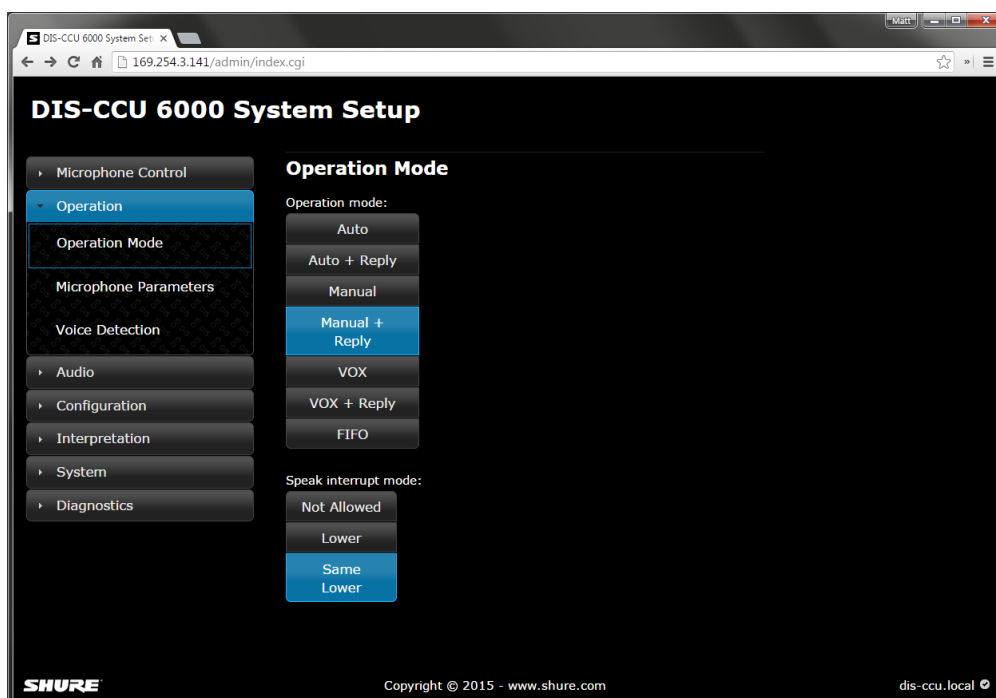 Matt
DIS-CCU 6000 System Set
169.254.3.141/admin/index.cgi
DIS-CCU 6000 System Setup
Microphone Control
Operation
Operation Mode
Microphone Parameters
Voice Detection
Audio
Configuration
Interpretation
System
Diagnostics
Operation Mode
Operation mode:
Auto
Auto + Reply
Manual
Manual +
Reply
VOX
VOX + Reply
FIFO
Speak interrupt mode:
Not Allowed
Lower
Same
Lower
SHURE
Copyright © 2015 - www.shure.com
dis-ccu.local